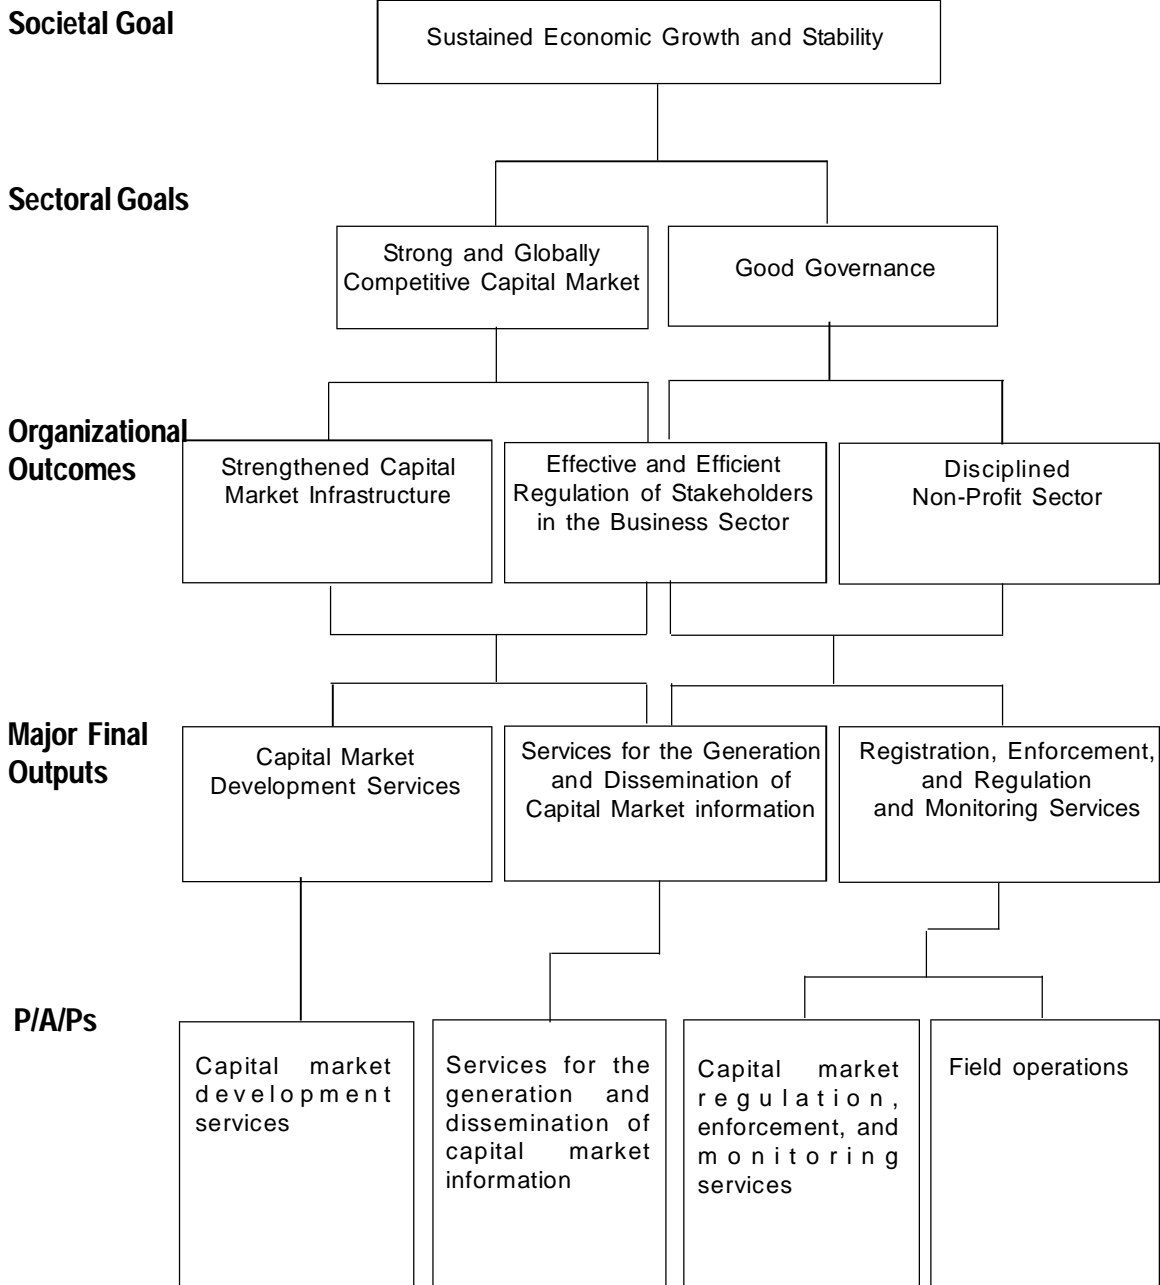 Societal Goal
Sustained Economic Growth and Stability
Sectoral Goals
Strong and Globally
Competitive Capital Market
Good Governance
Organizational
Outcomes
Strengthened Capital
Market Infrastructure
Effective and Efficient
Regulation of Stakeholders
in the Business Sector
Disciplined
Non-Profit Sector
Major Final
Outputs
Capital Market
Development Services
Services for the Generation
and Dissemination of
Capital Market information
Registration, Enforcement,
and Regulation
and Monitoring Services
P/A/Ps
Capital market
development
services
Services for the
generation and
dissemination of
capital market
information
Capital market
regulation,
enforcement, and
monitoring
services
Field operations